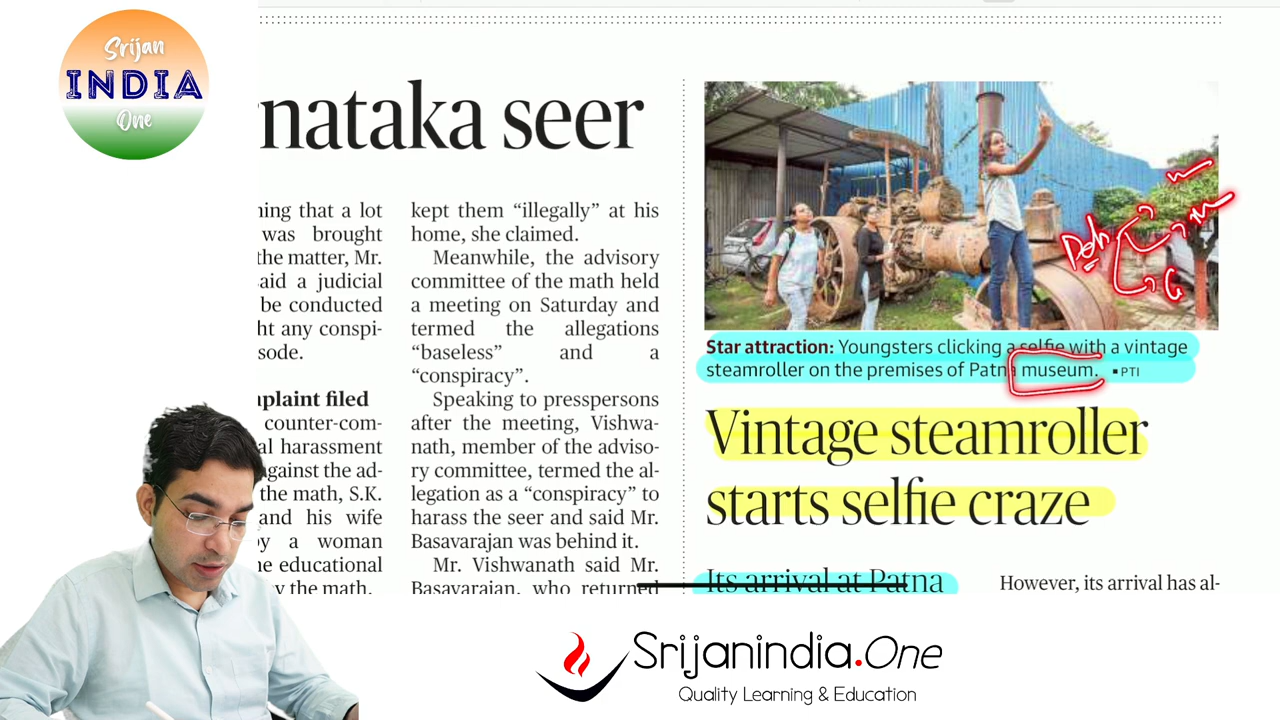 Srijan
INDIA
One
rnataka seer
ning that a lot
was brought
the matter, Mr.
aid a judicial
be conducted
ht any conspi-
sode.
plaint filed
counter-com-
al harassment
gainst the ad-
the math, S.K.
and his wife
by a woman
he educational
y the math.
kept them “illegally” at his
home, she claimed.
Meanwhile, the advisory
committee of the math held
a meeting on Saturday and
termed the allegations
“baseless” and a
“conspiracy”.
Speaking to presspersons
after the meeting, Vishwa-
nath, member of the adviso-
ry committee, termed the al-
legation as a “conspiracy” to
harass the seer and said Mr.
Basavarajan was behind it.
Mr. Vishwanath said Mr.
Basavarajan, who returned
Star attraction: Youngsters clicking a selfie with a vintage
steamroller on the premises of Patna museum. ■PTI
Vintage steamroller
starts selfie craze
Its arrival at Patna
However, its arrival has al-
Srijanindia.One
Quality Learning & Education